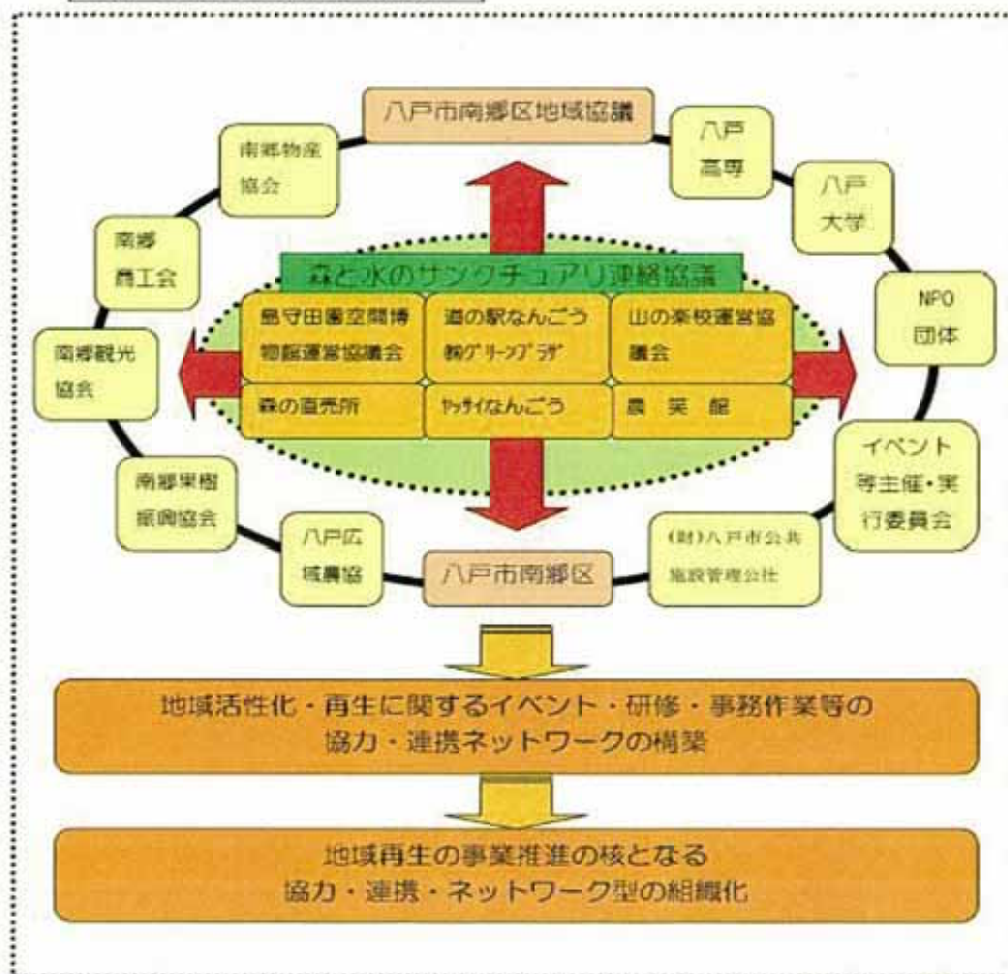 八戸市南郷区地域協議
南郷物産
協会
八戸
高専
八戸
大学
南郷
商工会
NPO
団体
南郷観光
協会
森と水のサンクチュアリ連絡協議
島守田園空間博
物館運営協議会
道の駅なんごう
㈱グリーンプラザ
山の楽校運営協
議会
森の直売所
ヤッサイなんごう
農 笑 館
イベント
等主催・実
行委員会
南郷果樹
振興協会
八戸広
域農協
八戸市南郷区
(財)八戸市公共
施設管理公社
地域活性化・再生に関するイベント・研修・事務作業等の
協力・連携ネットワークの構築
地域再生の事業推進の核となる
協力・連携・ネットワーク型の組織化